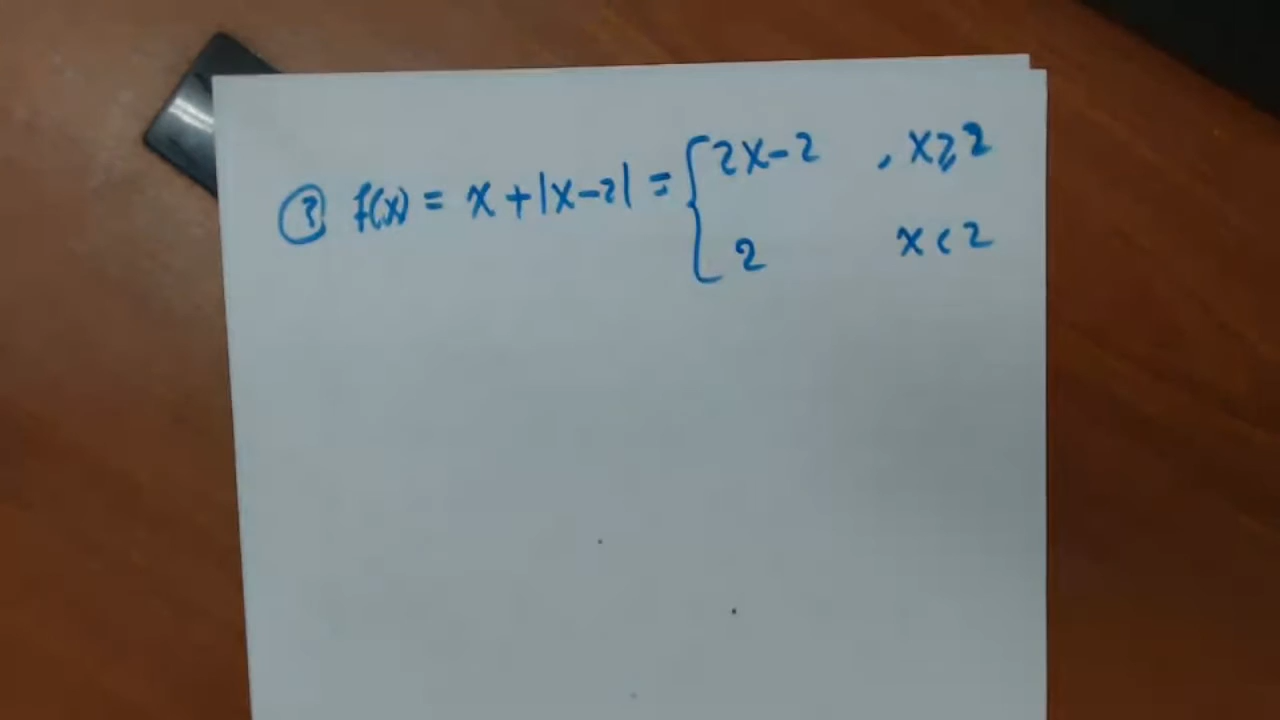 ③ f(x) = x + |x-2| = { 2x-2 , x ≥ 2
2 x < 2